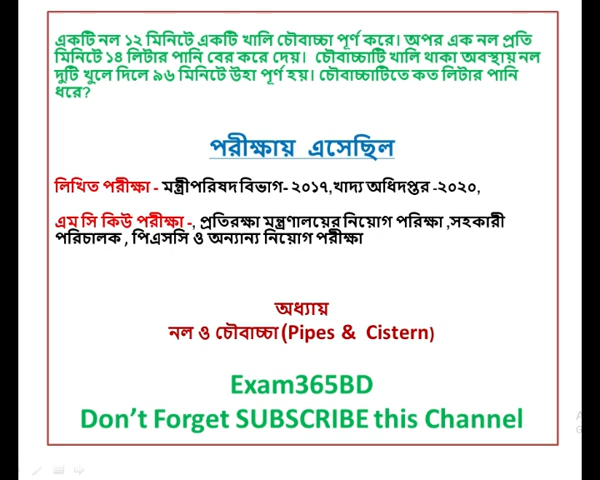 একটি নল ১২ মিনিটে একটি খালি চৌবাচ্চা পূর্ণ করে। অপর এক নল প্রতি
মিনিটে ১৪ লিটার পানি বের করে দেয়। চৌবাচ্চাটি খালি থাকা অবস্থায় নল
দুটি খুলে দিলে ৯৬ মিনিটে উহা পূর্ণ হয়। চৌবাচ্চাটিতে কত লিটার পানি
ধরে?
পরীক্ষায় এসেছিল
লিখিত পরীক্ষা - মন্ত্রীপরিষদ বিভাগ- ২০১৭,খাদ্য অধিদপ্তর -২০২০,
এম সি কিউ পরীক্ষা -, প্রতিরক্ষা মন্ত্রণালয়ের নিয়োগ পরিক্ষা ,সহকারী
পরিচালক , পিএসসি ও অন্যান্য নিয়োগ পরীক্ষা
অধ্যায়
নল ও চৌবাচ্চা (Pipes & Cistern)
Exam365BD
Don’t Forget SUBSCRIBE this Channel